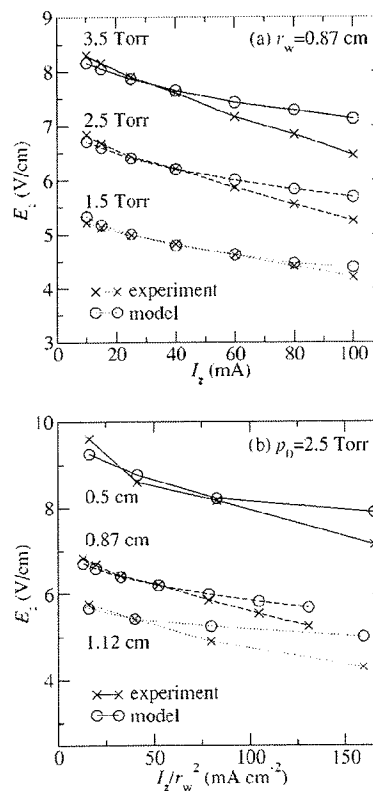 9
3.5 Torr
(a) r_w=0.87 cm
8
7
2.5 Torr
6
E_z (V/cm)
1.5 Torr
5
4
experiment
model
3
0
20
40
60
80
100
I_z (mA)
10
(b) p_0=2.5 Torr
8
0.5 cm
0.87 cm
6
E_z (V/cm)
1.12 cm
4
experiment
model
0
50
100
150
I_z/r_w^2 (mA cm^-2)